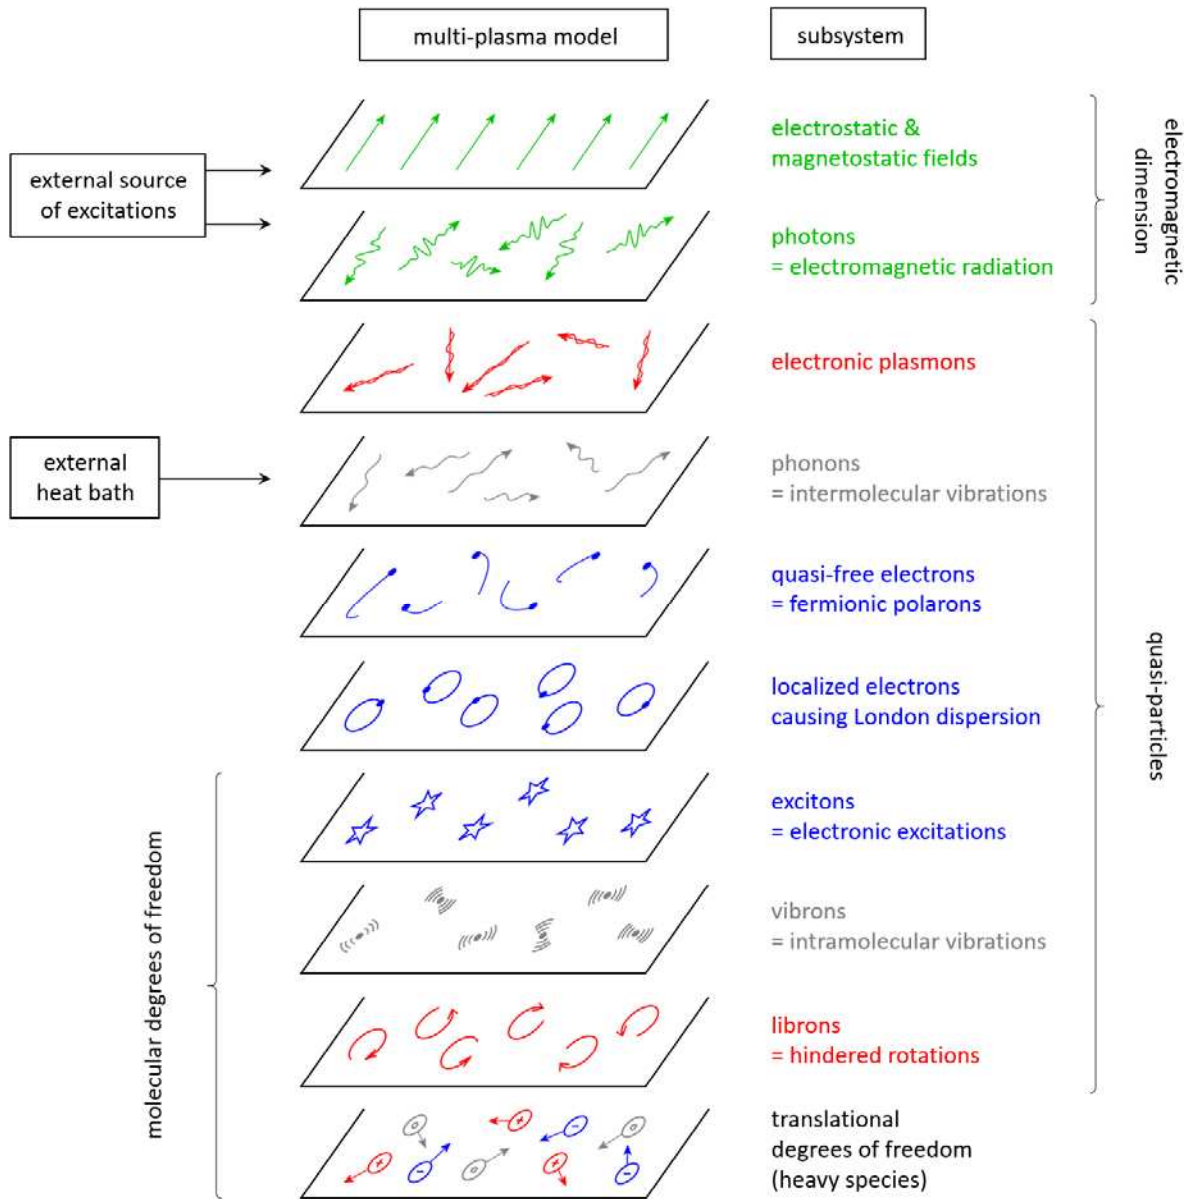 multi-plasma model
subsystem
external source
of excitations
electrostatic &
magnetostatic fields
photons
= electromagnetic radiation
electromagnetic
dimension
electronic plasmons
external
heat bath
phonons
= intermolecular vibrations
quasi-free electrons
= fermionic polarons
localized electrons
causing London dispersion
quasi-particles
excitons
= electronic excitations
molecular degrees of freedom
vibrons
= intramolecular vibrations
librons
= hindered rotations
translational
degrees of freedom
(heavy species)